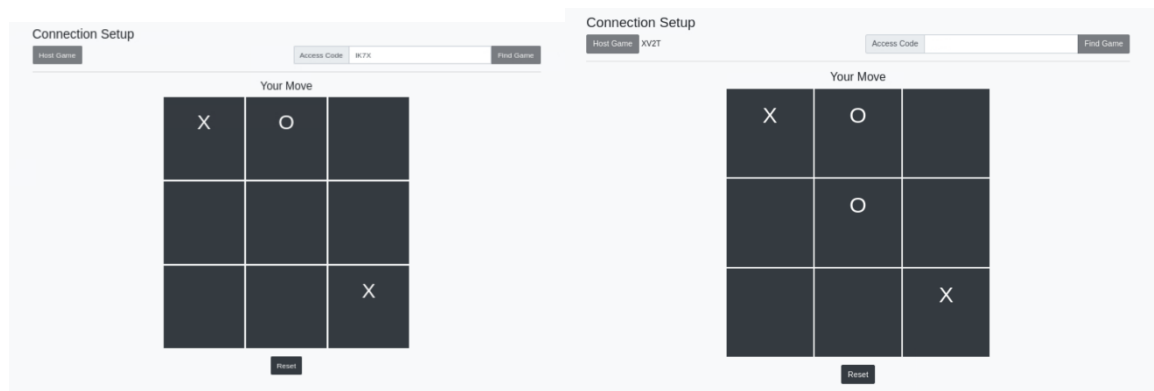 Connection Setup
Host Game Access Code IK7X Find Game
Your Move
X O
X
Reset
Connection Setup
Host Game XV2T Access Code Find Game
Your Move
X O
O
X
Reset